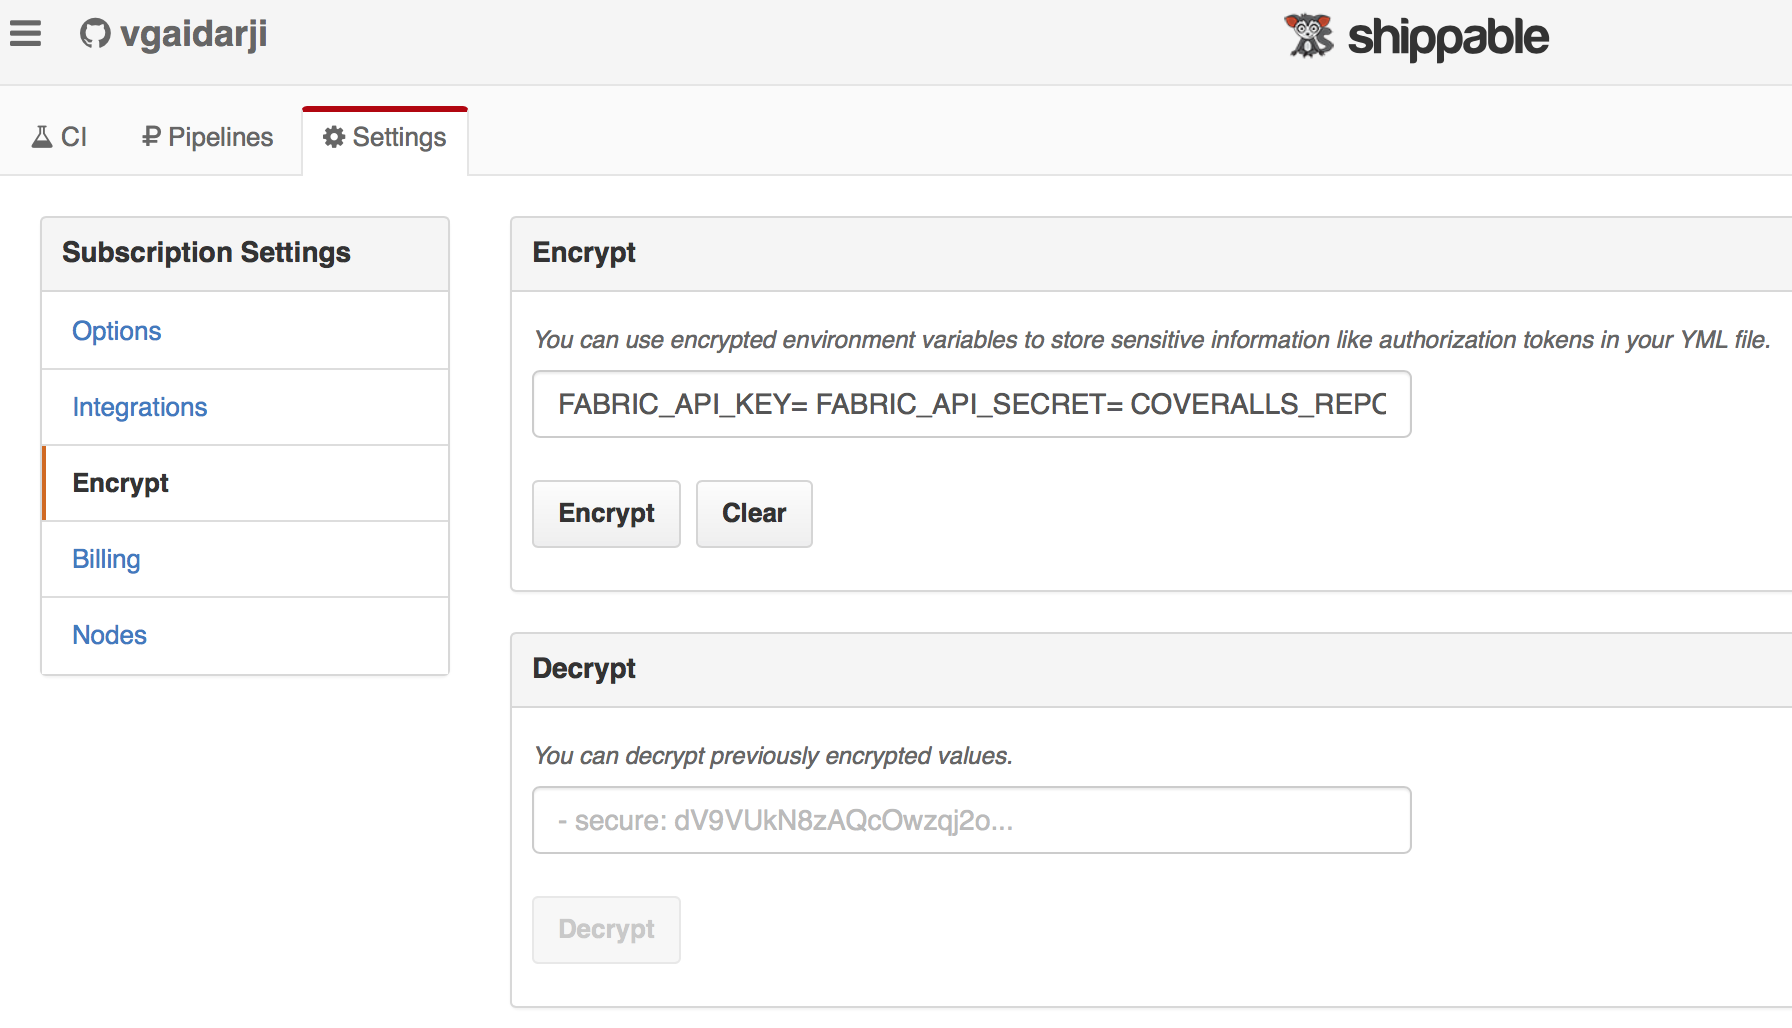 vgaidarji
shippable
CI
Pipelines
Settings
Subscription Settings
Options
Integrations
Encrypt
Billing
Nodes
Encrypt
You can use encrypted environment variables to store sensitive information like authorization tokens in your YML file.
FABRIC_API_KEY= FABRIC_API_SECRET= COVERALLS_REPO
Encrypt
Clear
Decrypt
You can decrypt previously encrypted values.
- secure: dV9VUkN8zAQcOwzqj2o...
Decrypt